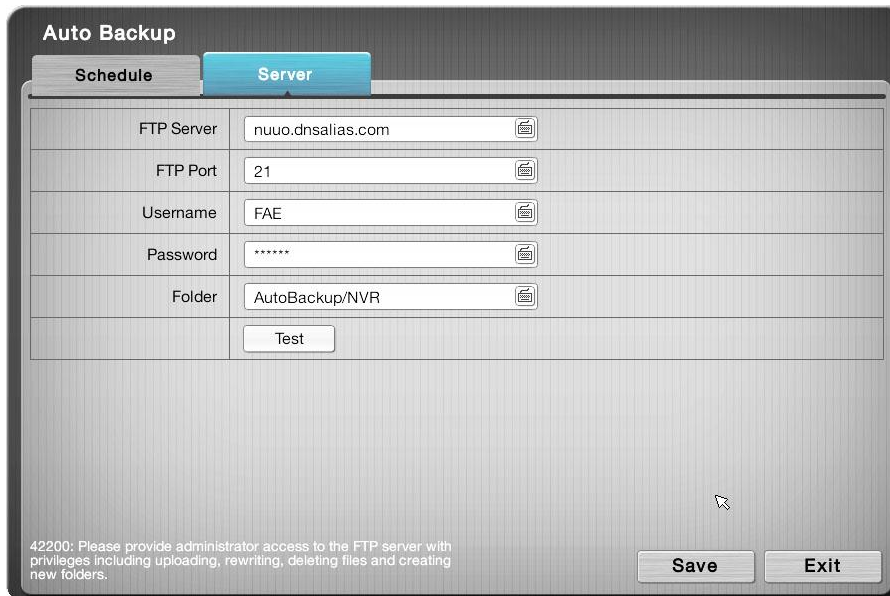 Auto Backup
Schedule
Server
FTP Server
nuuo.dnsalias.com
FTP Port
21
Username
FAE
Password
******
Folder
AutoBackup/NVR
Test
42200: Please provide administrator access to the FTP server with
privileges including uploading, rewriting, deleting files and creating
new folders.
Save
Exit